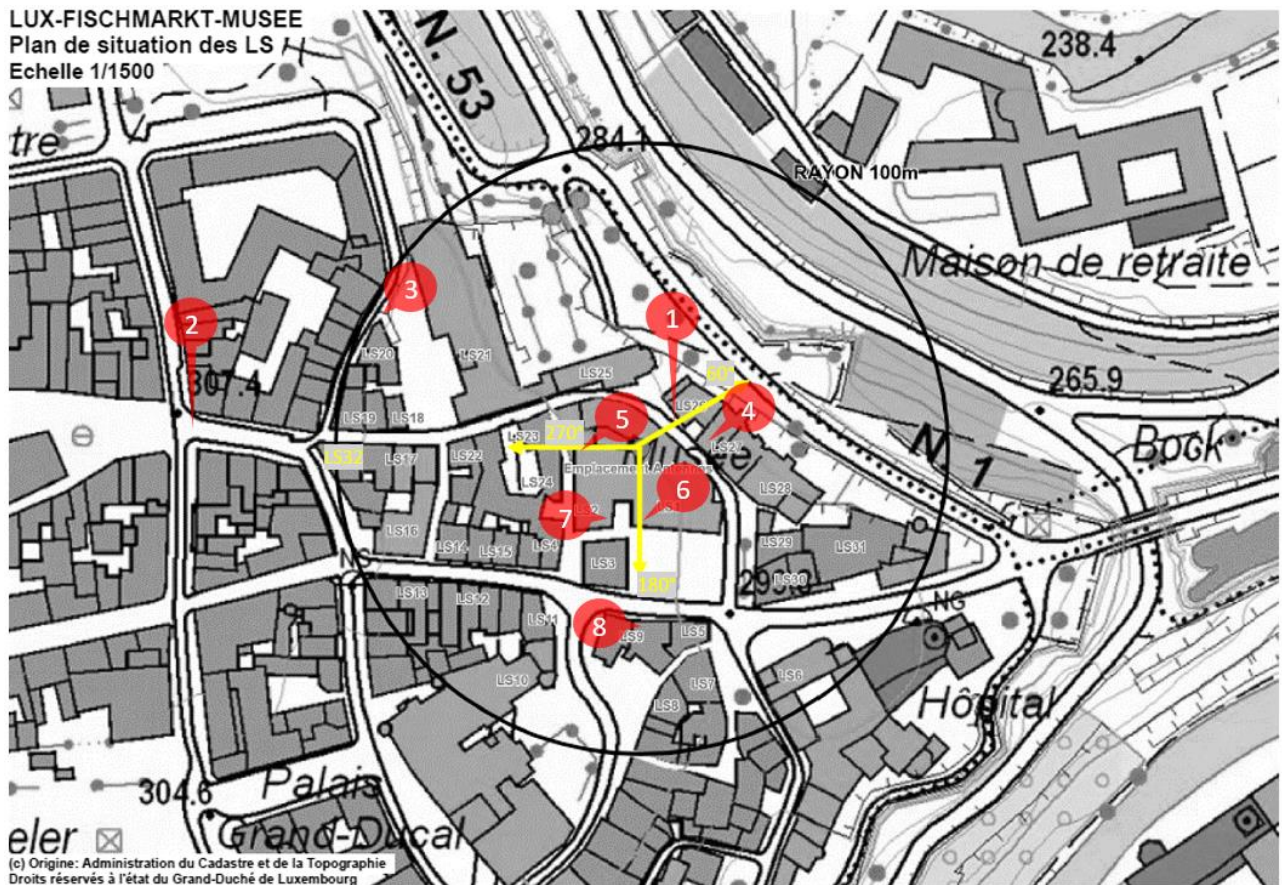 LUX-FISCHMARKT-MUSEE
Plan de situation des LS
Echelle 1/1500
N. 53
238.4
284.1
RAYON 100m
tre
Maison de retraite
3
2
1
307.4
LS20
LS21
LS25
60°
LS26
265.9
4
LS19
LS18
5
270°
LS23
LS27
N. 1
Bock
LS32
LS17
LS22
Musée
Emplacement Antennes
LS24
6
LS28
7
LS2
LS16
LS14
LS15
LS4
LS29
LS31
NG
LS3
180°
LS30
293.3
LS13
LS12
LS11
8
LS9
LS5
NG
LS10
LS7
LS6
LS8
Hôpital
304.6
Palais
Grand-Ducal
eler
(c) Origine: Administration du Cadastre et de la Topographie
Droits réservés à l'état du Grand-Duché de Luxembourg